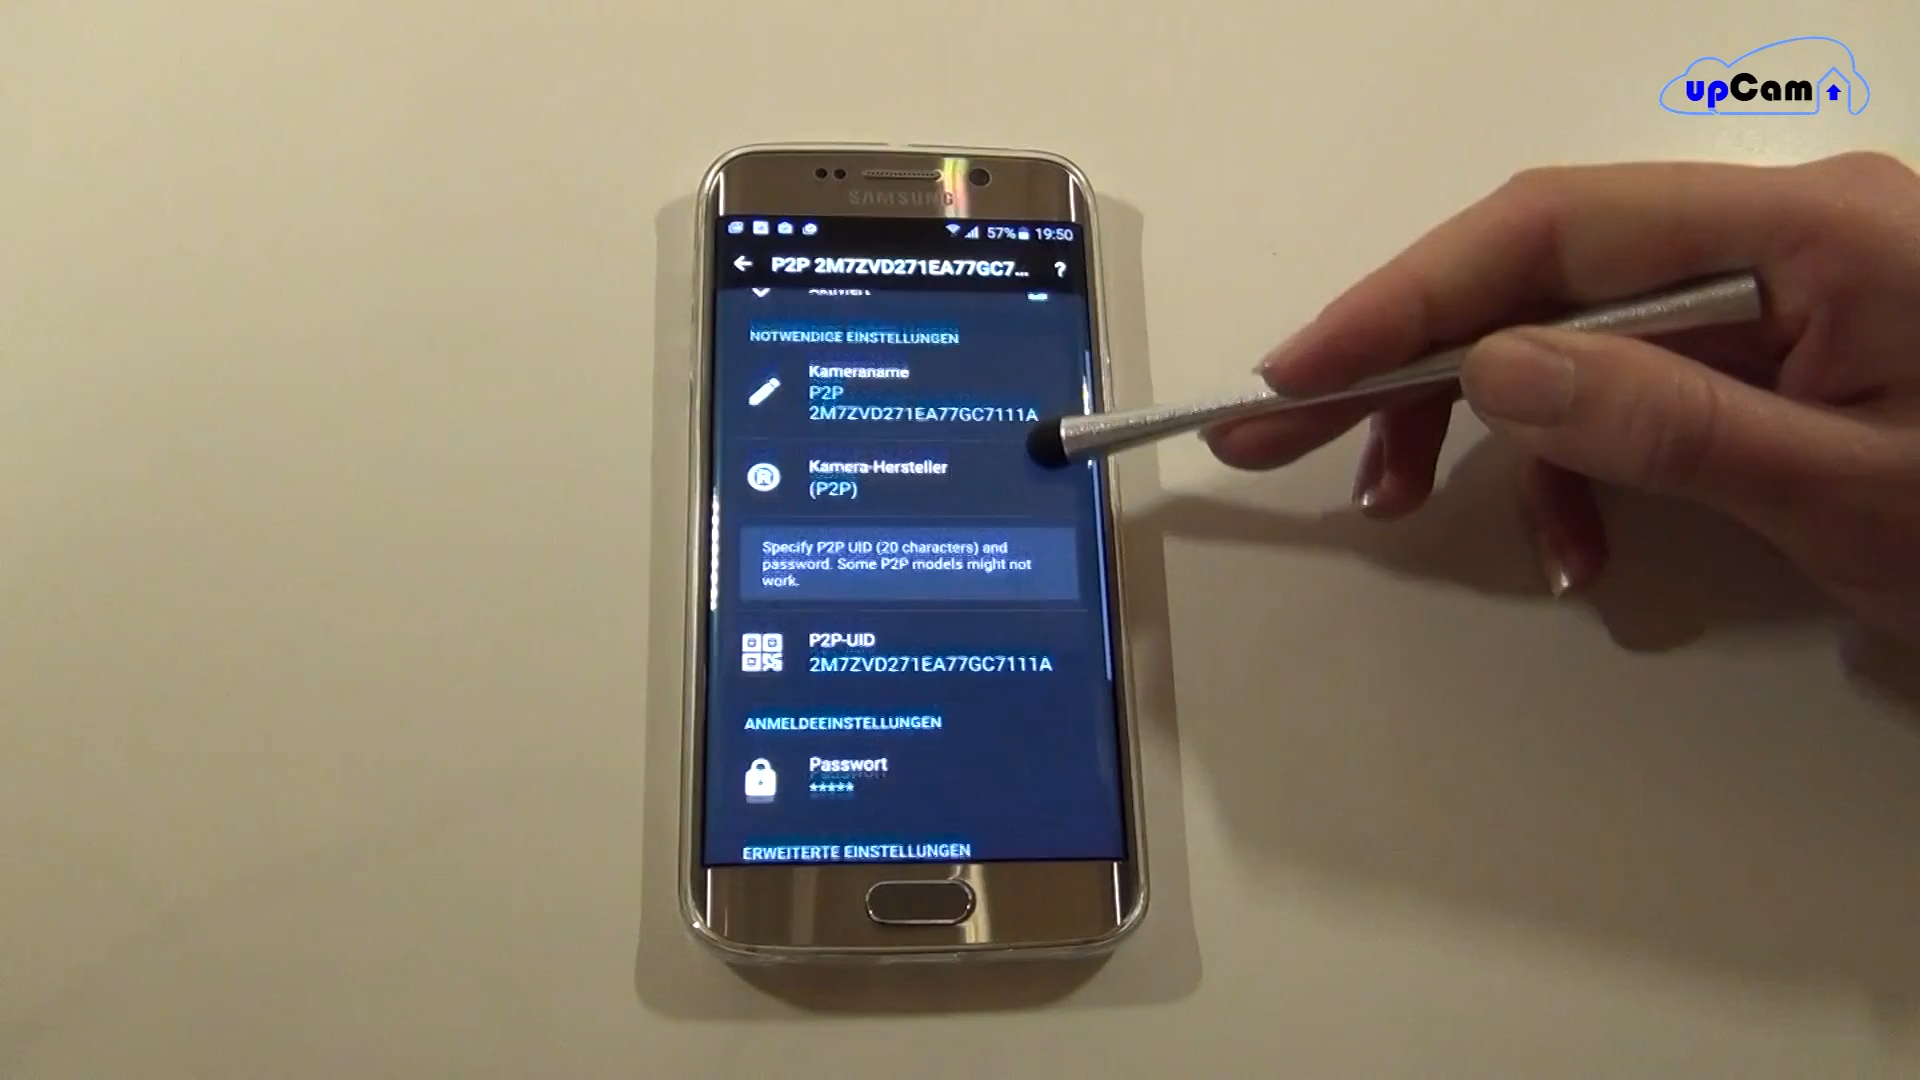 upCam
SAMSUNG
57% 19:50
P2P 2M7ZVD271EA77GC7... ?
Aktiviert
NOTWENDIGE EINSTELLUNGEN
Kameraname
P2P
2M7ZVD271EA77GC7111A
Kamera-Hersteller
(P2P)
Specify P2P UID (20 characters) and
password. Some P2P models might not
work.
P2P-UID
2M7ZVD271EA77GC7111A
ANMELDEEINSTELLUNGEN
Passwort
*****
ERWEITERTE EINSTELLUNGEN